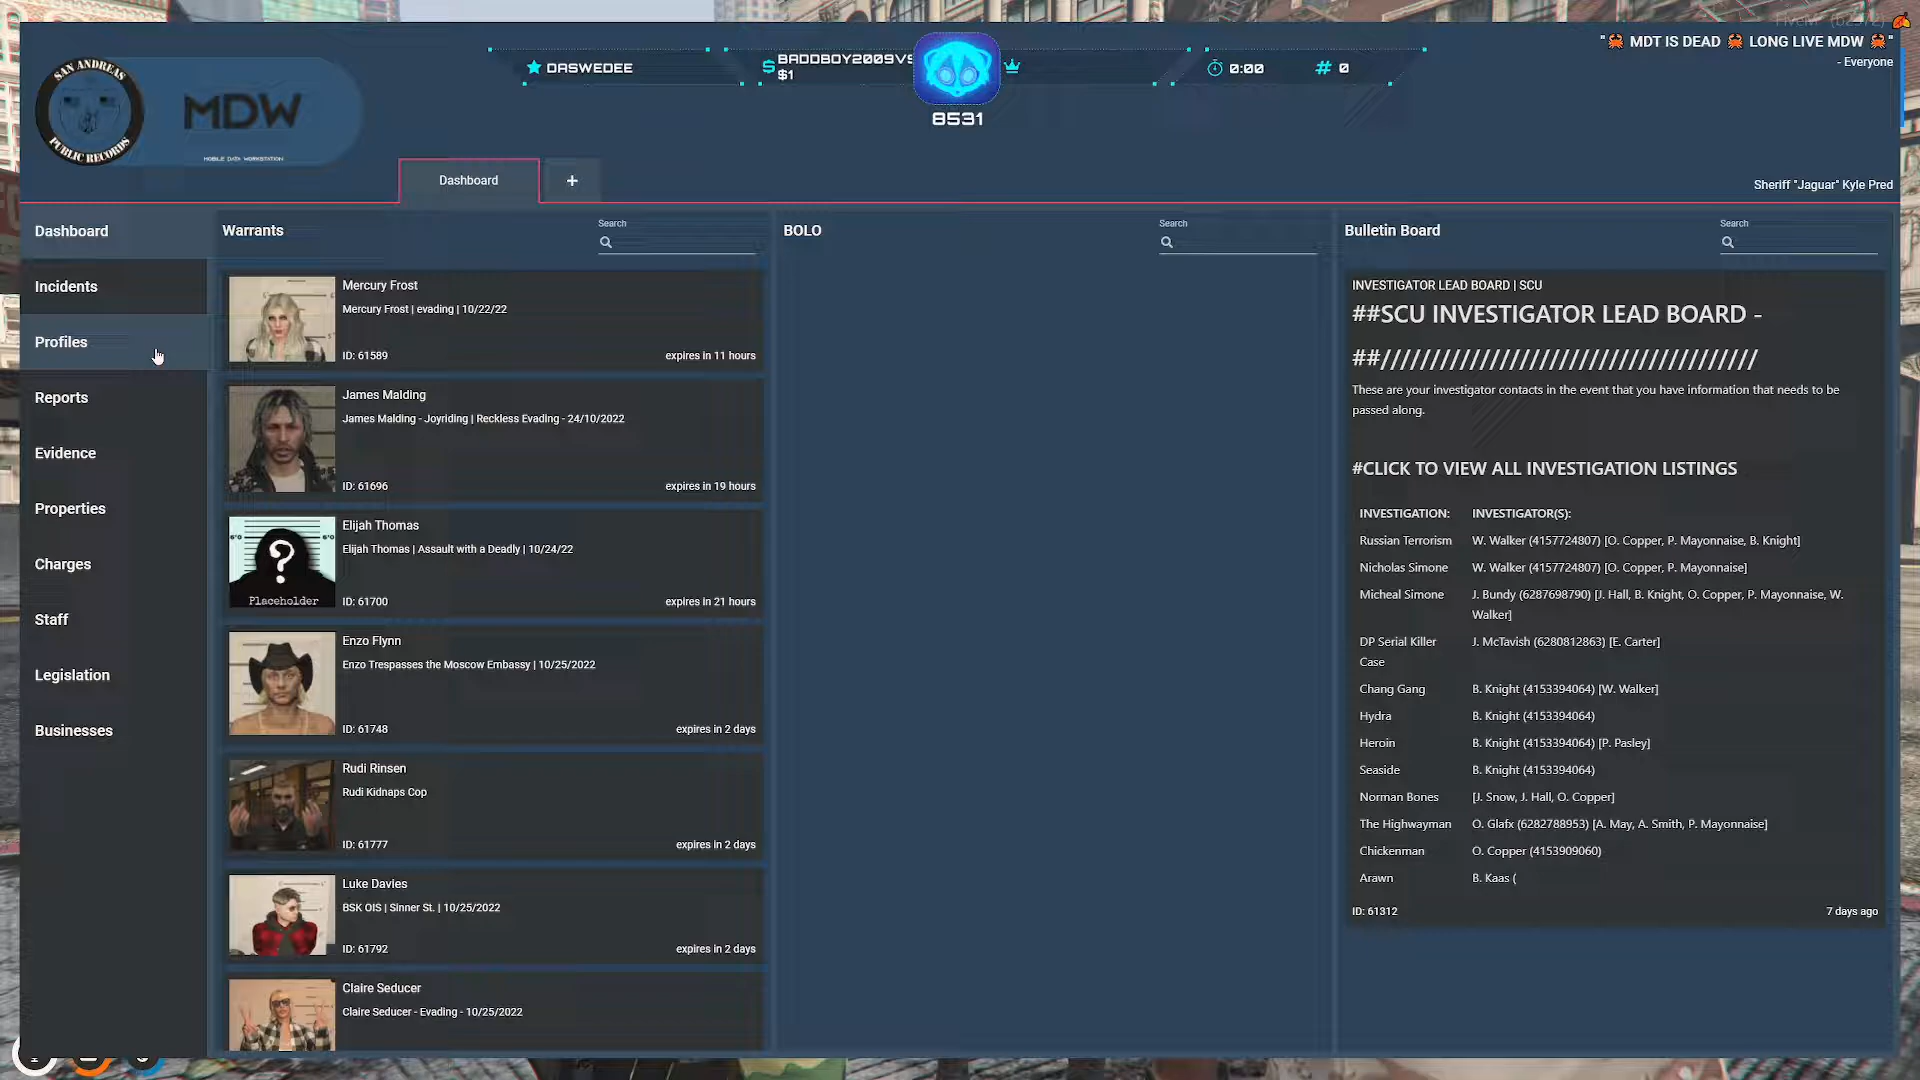 FiveM
" 🦀 MDT IS DEAD 🦀 LONG LIVE MDW 🦀 "
- Everyone
SAN ANDREAS
PUBLIC RECORDS
MDW
MOBILE DATA WORKSTATION
DASWEDEE
BADDBOY2009VS
$1
8531
0:00
# 0
Dashboard
+
Sheriff "Jaguar" Kyle Pred
Dashboard
Incidents
Profiles
Reports
Evidence
Properties
Charges
Staff
Legislation
Businesses
Warrants
Search
Mercury Frost
Mercury Frost | evading | 10/22/22
ID: 61589
expires in 11 hours
James Malding
James Malding - Joyriding | Reckless Evading - 24/10/2022
ID: 61696
expires in 19 hours
Placeholder
Elijah Thomas
Elijah Thomas | Assault with a Deadly | 10/24/22
ID: 61700
expires in 21 hours
Enzo Flynn
Enzo Trespasses the Moscow Embassy | 10/25/2022
ID: 61748
expires in 2 days
Rudi Rinsen
Rudi Kidnaps Cop
ID: 61777
expires in 2 days
Luke Davies
BSK OIS | Sinner St. | 10/25/2022
ID: 61792
expires in 2 days
Claire Seducer
Claire Seducer - Evading - 10/25/2022
BOLO
Search
Bulletin Board
Search
INVESTIGATOR LEAD BOARD | SCU
##SCU INVESTIGATOR LEAD BOARD -
##//////////////////////////////////////
These are your investigator contacts in the event that you have information that needs to be
passed along.
#CLICK TO VIEW ALL INVESTIGATION LISTINGS
INVESTIGATION: INVESTIGATOR(S):
Russian Terrorism W. Walker (4157724807) [O. Copper, P. Mayonnaise, B. Knight]
Nicholas Simone W. Walker (4157724807) [O. Copper, P. Mayonnaise]
Micheal Simone J. Bundy (6287698790) [J. Hall, B. Knight, O. Copper, P. Mayonnaise, W.
Walker]
DP Serial Killer J. McTavish (6280812863) [E. Carter]
Case
Chang Gang B. Knight (4153394064) [W. Walker]
Hydra B. Knight (4153394064)
Heroin B. Knight (4153394064) [P. Pasley]
Seaside B. Knight (4153394064)
Norman Bones [J. Snow, J. Hall, O. Copper]
The Highwayman O. Glafx (6282788953) [A. May, A. Smith, P. Mayonnaise]
Chickenman O. Copper (4153909060)
Arawn B. Kaas (
ID: 61312
7 days ago